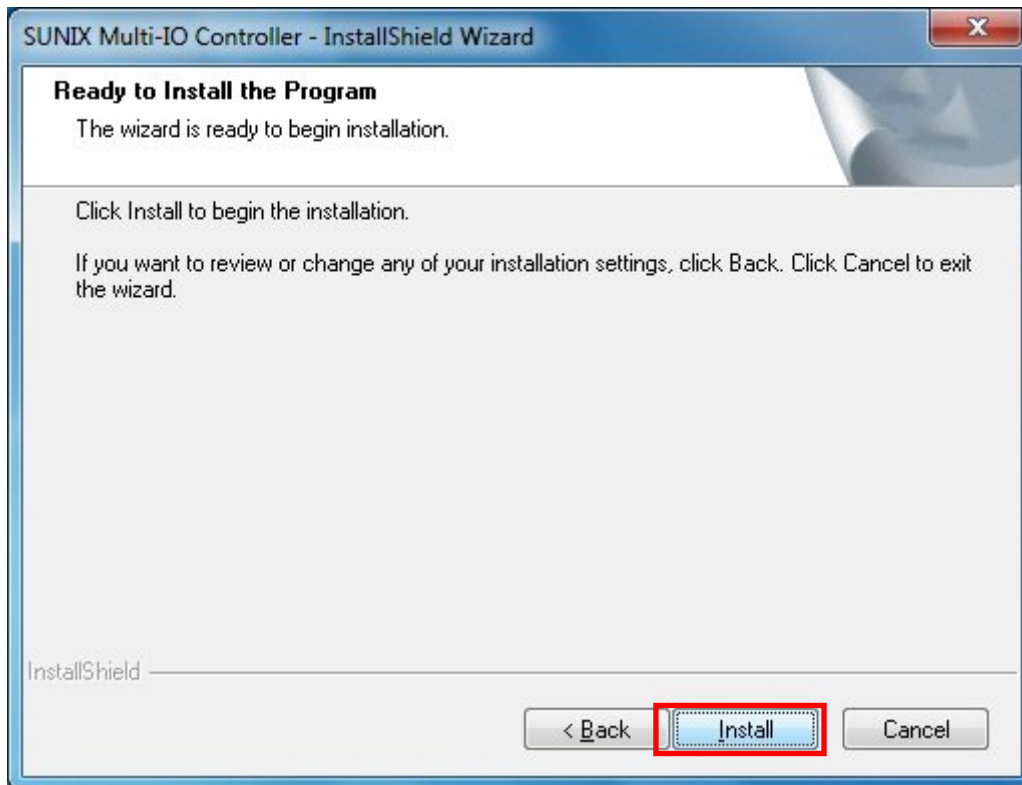 SUNIX Multi-IO Controller - InstallShield Wizard
Ready to Install the Program
The wizard is ready to begin installation.
Click Install to begin the installation.
If you want to review or change any of your installation settings, click Back. Click Cancel to exit
the wizard.
InstallShield
< Back Install Cancel